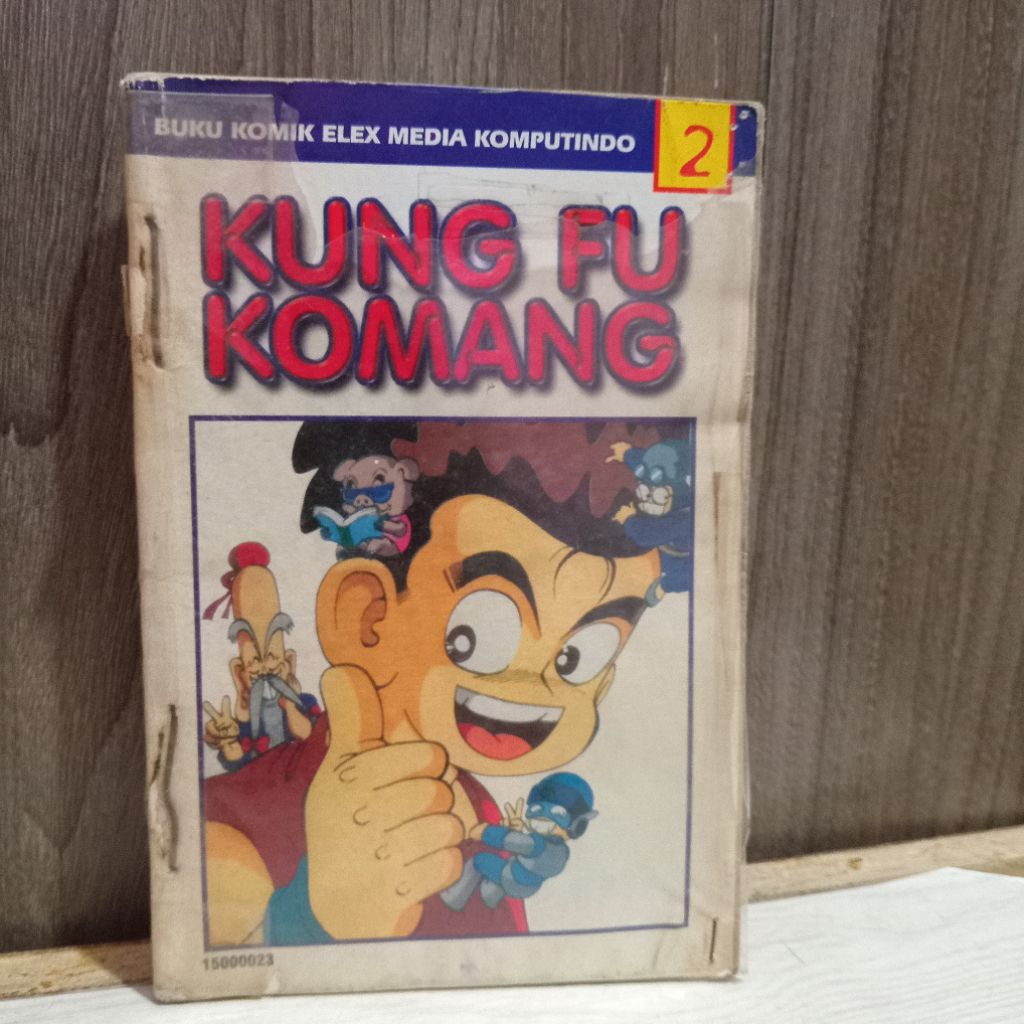 BUKU KOMIK ELEX MEDIA KOMPUTINDO
2
KUNG FU
KOMANG
15000023